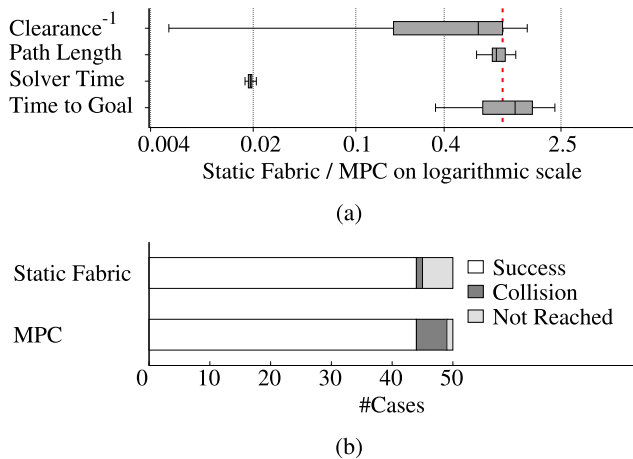 Clearance⁻¹
Path Length
Solver Time
Time to Goal
0.004 0.02 0.1 0.4 2.5
Static Fabric / MPC on logarithmic scale
(a)
Static Fabric
MPC
Success
Collision
Not Reached
0 10 20 30 40 50
#Cases
(b)